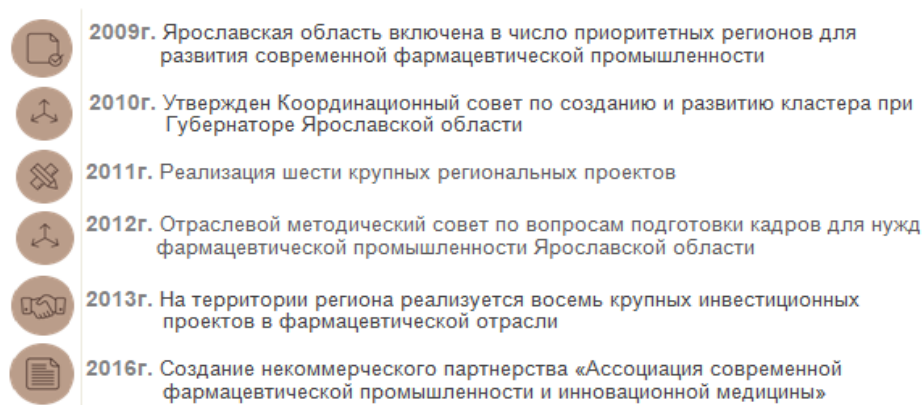 2009г. Ярославская область включена в число приоритетных регионов для
развития современной фармацевтической промышленности
2010г. Утвержден Координационный совет по созданию и развитию кластера при
Губернаторе Ярославской области
2011г. Реализация шести крупных региональных проектов
2012г. Отраслевой методический совет по вопросам подготовки кадров для нужд
фармацевтической промышленности Ярославской области
2013г. На территории региона реализуется восемь крупных инвестиционных
проектов в фармацевтической отрасли
2016г. Создание некоммерческого партнерства «Ассоциация современной
фармацевтической промышленности и инновационной медицины»